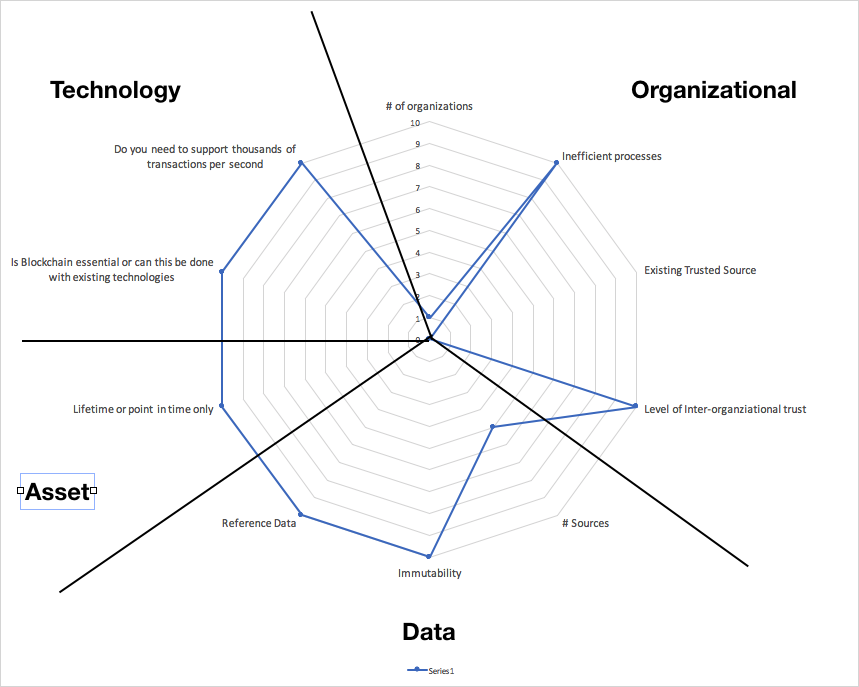 Technology
Organizational
# of organizations
10
9
8
7
6
5
4
3
2
1
0
Do you need to support thousands of
transactions per second
Inefficient processes
Is Blockchain essential or can this be done
with existing technologies
Existing Trusted Source
Lifetime or point in time only
Level of Inter-organziational trust
Asset
Reference Data
# Sources
Immutability
Data
Series1